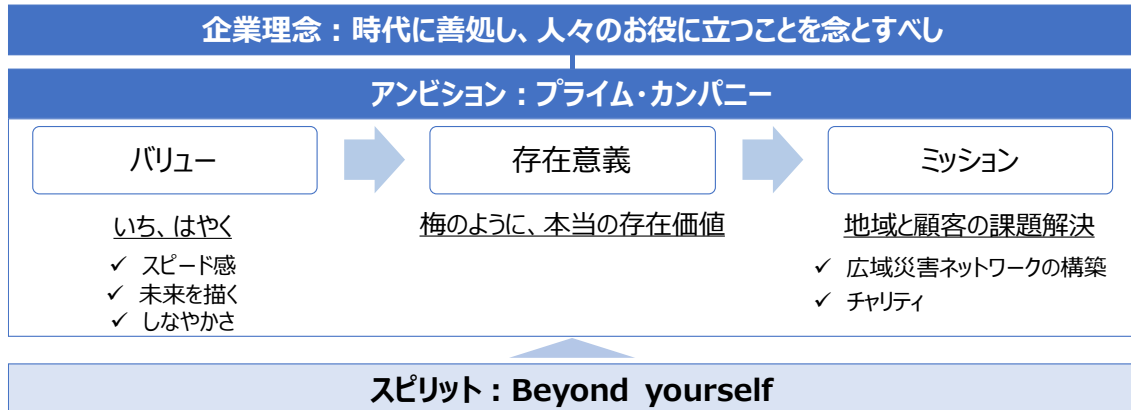 企業理念：時代に善処し、人々のお役に立つことを念とすべし
アンビション：プライム・カンパニー
バリュー
存在意義
ミッション
いち、はやく
✓ スピード感
✓ 未来を描く
✓ しなやかさ
梅のように、本当の存在価値
地域と顧客の課題解決
✓ 広域災害ネットワークの構築
✓ チャリティ
スピリット：Beyond yourself